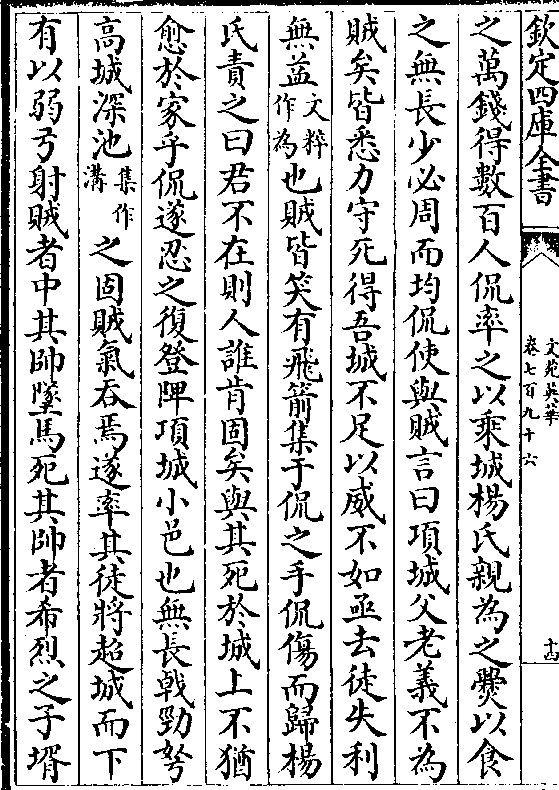 欽定四庫全書
文苑英華
卷七百九十六
十四
之萬錢得數百人侃率之以乘城楊氏親為之爨以食
之無長少必周而均侃使與賊言曰項城父老義不為
賊矣皆悉力守死得吾城不足以威不如亟去徒失利
無益文粹作為也賊皆笑有飛箭集于侃之手侃傷而歸楊
氏責之曰君不在則人誰肯固矣與其死於城上不猶
愈於家乎侃遂忍之復登陴項城小邑也無長戟勁弩
高城深池集作溝之固賊氣吞焉遂率其徒將超城而下
有以弱弓射賊者中其帥墜馬死其帥者希烈之子壻